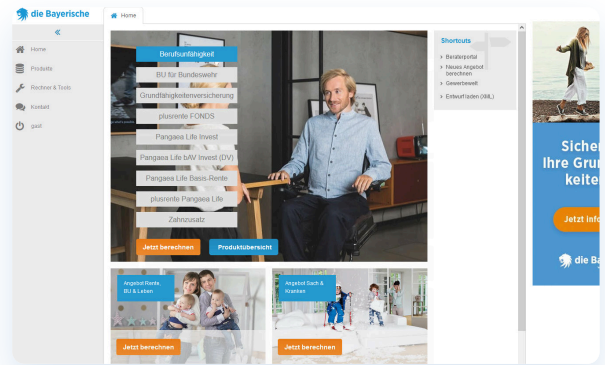 die Bayerische
Home
Home
Produkte
Rechner & Tools
Kontakt
gast
Berufsunfähigkeit
BU für Bundeswehr
Grundfähigkeitenversicherung
plusrente FONDS
Pangaea Life Invest
Pangaea Life bAV Invest (DV)
Pangaea Life Basis-Rente
plusrente Pangaea Life
Zahnzusatz
Jetzt berechnen
Produktübersicht
Shortcuts
Beraterportal
Neues Angebot
berechnen
Gewerbewelt
Entwurf laden (XML)
Angebot Rente,
BU & Leben
Jetzt berechnen
Angebot Sach &
Kranken
Jetzt berechnen
Sicher
Ihre Grun
keite
Jetzt info
die Ba